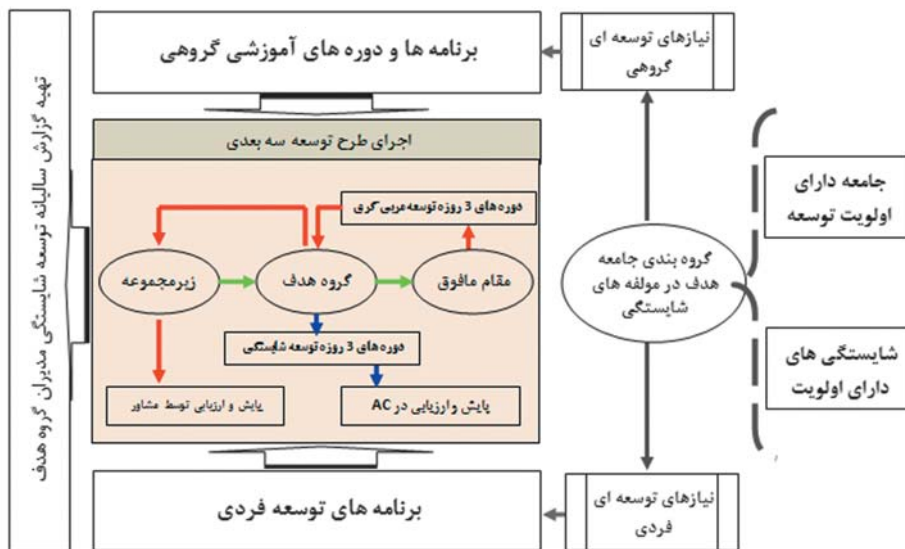 نیازهای توسعه ای
گروهی
برنامه ها و دوره های آموزشی گروهی
جامعه دارای
اولویت توسعه
گروه بندی جامعه
هدف در مولفه های
شایستگی
شایستگی های
دارای اولویت
اجرای طرح توسعه سه بعدی
دوره های 3 روزه توسعه مربی گری
مقام مافوق
گروه هدف
زیرمجموعه
دوره های 3 روزه توسعه شایستگی
پایش و ارزیابی در AC
پایش و ارزیابی توسط مشاور
نیازهای توسعه ای
فردی
برنامه های توسعه فردی
تهیه گزارش سالیانه توسعه شایستگی مدیران گروه هدف